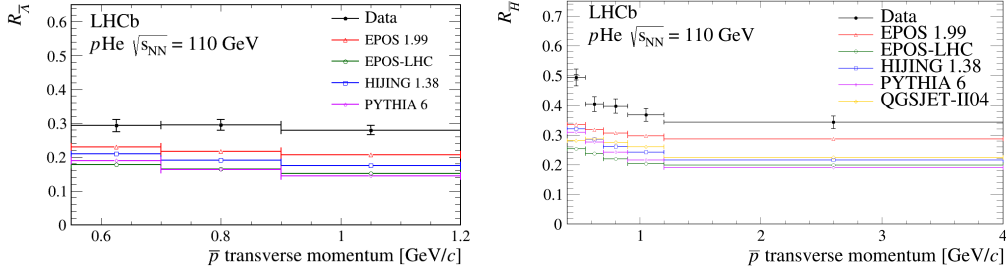 R_Λ̅
0.6
0.5
0.4
0.3
0.2
0.1
0
LHCb
pHe √s_NN = 110 GeV
Data
EPOS 1.99
EPOS-LHC
HIJING 1.38
PYTHIA 6
0.6
0.8
1
1.2
p̅ transverse momentum [GeV/c]
R_H̅
0.7
0.6
0.5
0.4
0.3
0.2
0.1
0
LHCb
pHe √s_NN = 110 GeV
Data
EPOS 1.99
EPOS-LHC
HIJING 1.38
PYTHIA 6
QGSJET-II04
1
2
3
4
p̅ transverse momentum [GeV/c]